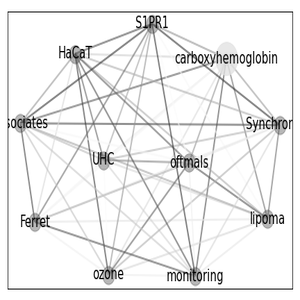 S1PR1
HaCaT
carboxyhemoglobin
sociates
Synchron
UHC
oftmals
Ferret
lipoma
ozone
monitoring